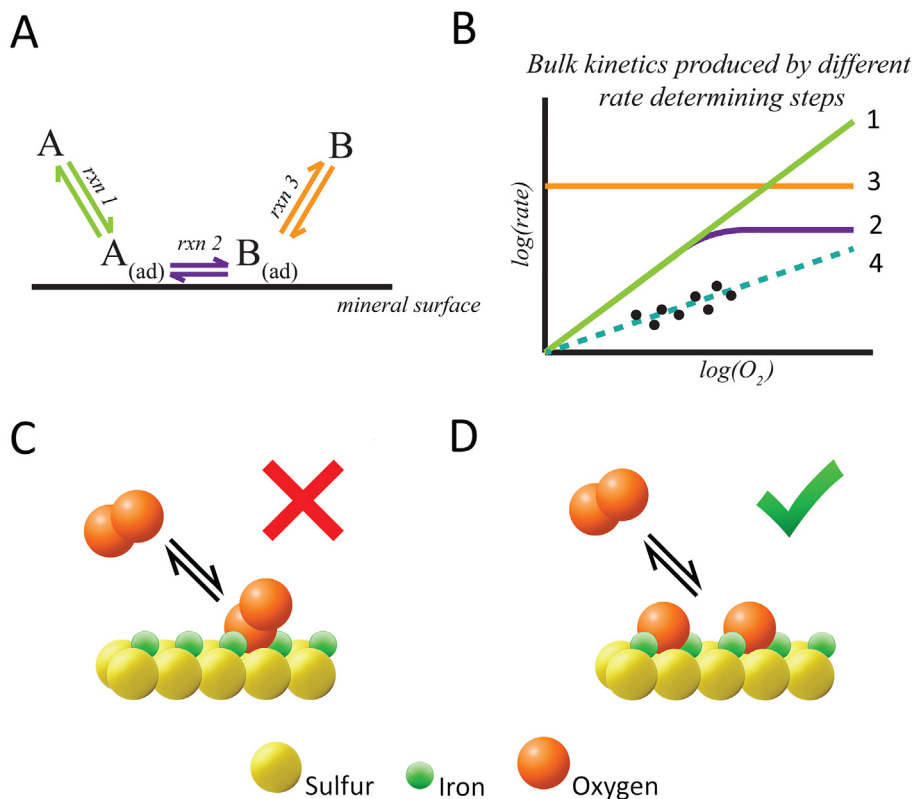 A
A
B
rxn 1
rxn 3
A(ad)
rxn 2
B(ad)
mineral surface
B
Bulk kinetics produced by different
rate determining steps
1
3
2
4
log(rate)
log(O2)
C
D
Sulfur
Iron
Oxygen